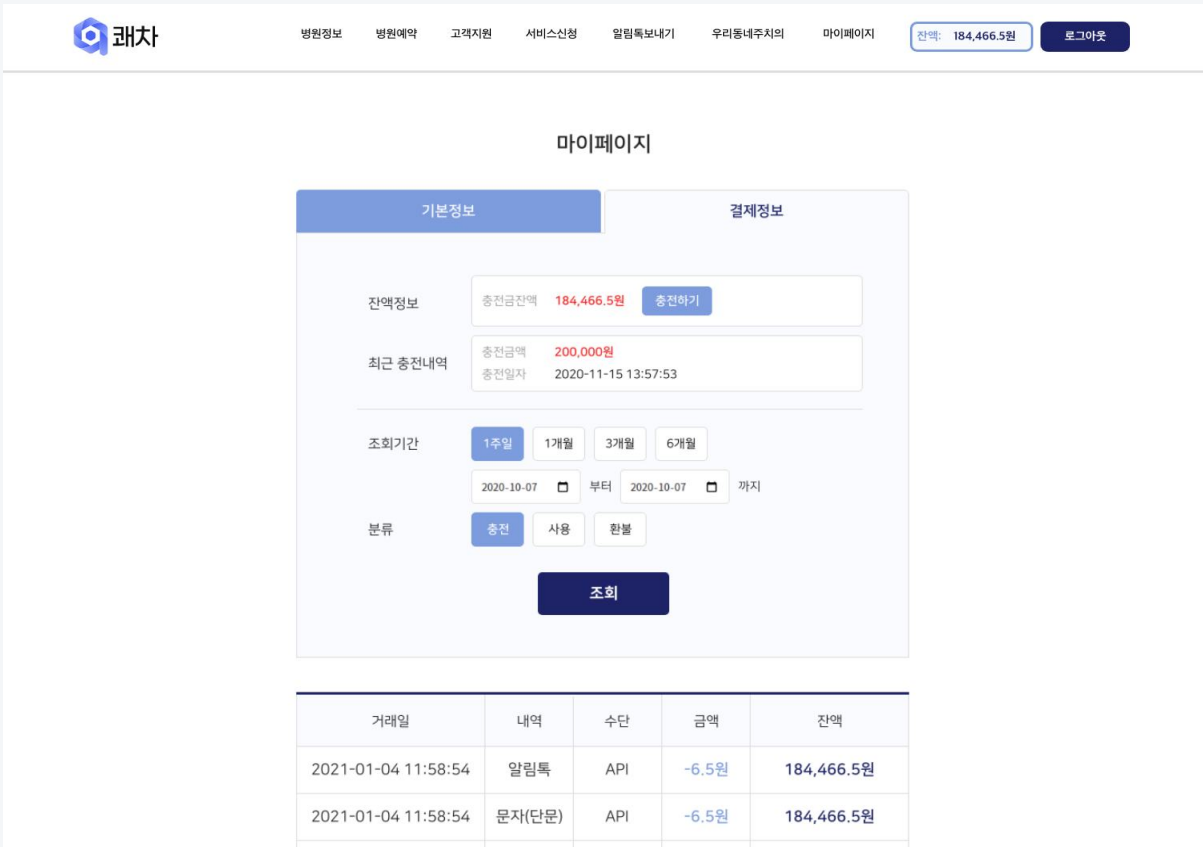 쾌차
병원정보 병원예약 고객지원 서비스신청 알림톡보내기 우리동네주치의 마이페이지 잔액: 184,466.5원 로그아웃
마이페이지
기본정보 결제정보
잔액정보 충전금잔액 184,466.5원 충전하기
최근 충전내역 충전금액 200,000원
충전일자 2020-11-15 13:57:53
조회기간 1주일 1개월 3개월 6개월
2020-10-07 부터 2020-10-07 까지
분류 충전 사용 환불
조회
거래일 내역 수단 금액 잔액
2021-01-04 11:58:54 알림톡 API -6.5원 184,466.5원
2021-01-04 11:58:54 문자(단문) API -6.5원 184,466.5원